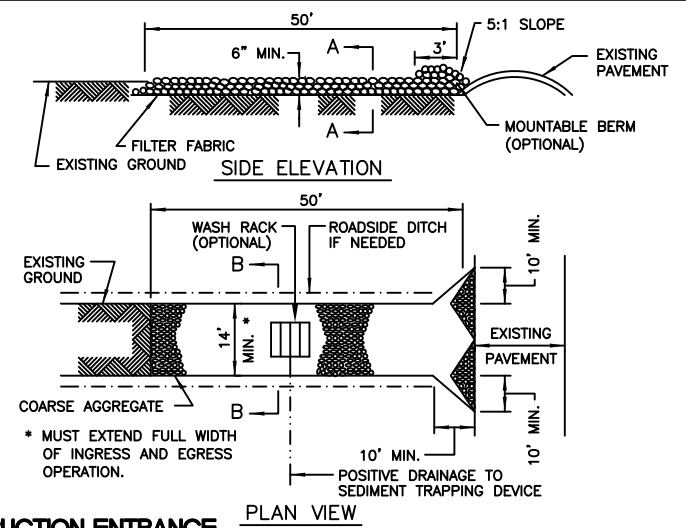 50'
5:1 SLOPE
A
3'
6" MIN.
EXISTING
PAVEMENT
A
MOUNTABLE BERM
(OPTIONAL)
FILTER FABRIC
EXISTING GROUND
SIDE ELEVATION
50'
WASH RACK
(OPTIONAL)
ROADSIDE DITCH
IF NEEDED
EXISTING
GROUND
B
10' MIN.
14'
MIN. *
EXISTING
PAVEMENT
COARSE AGGREGATE
B
* MUST EXTEND FULL WIDTH
OF INGRESS AND EGRESS
OPERATION.
10' MIN.
10' MIN.
POSITIVE DRAINAGE TO
SEDIMENT TRAPPING DEVICE
PLAN VIEW
ENTRANCE